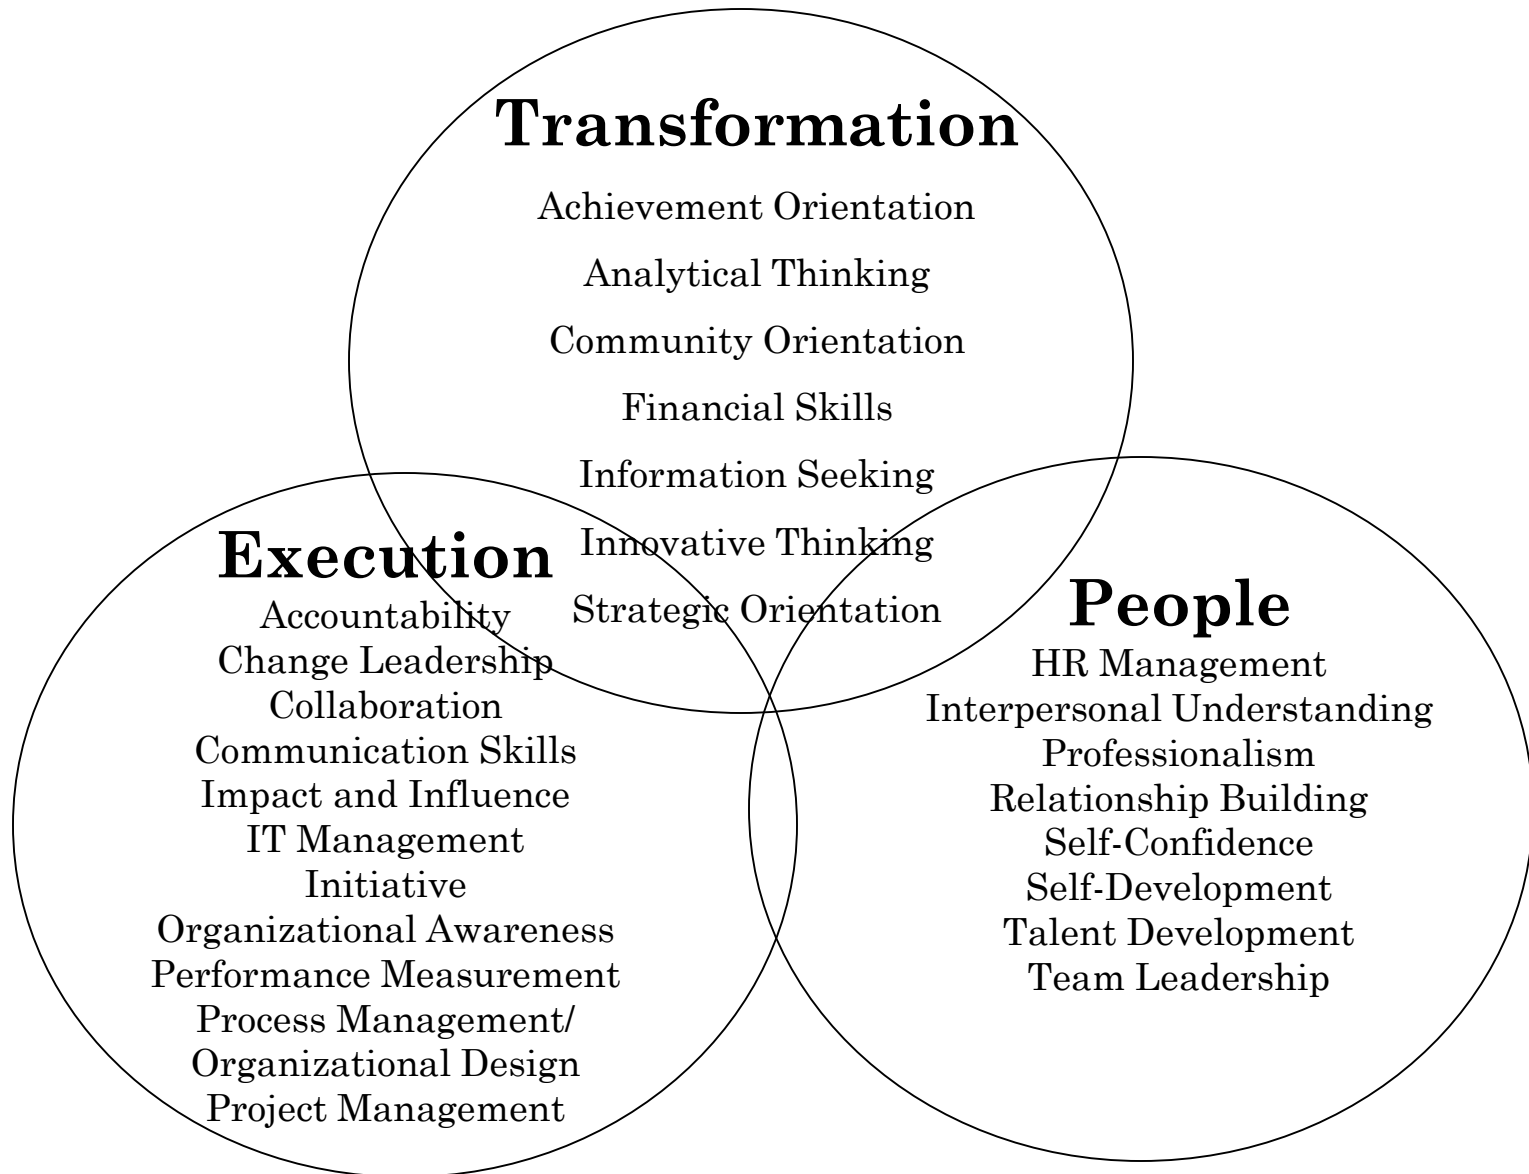 Transformation
Achievement Orientation
Analytical Thinking
Community Orientation
Financial Skills
Information Seeking
Innovative Thinking
Strategic Orientation
Execution
Accountability
Change Leadership
Collaboration
Communication Skills
Impact and Influence
IT Management
Initiative
Organizational Awareness
Performance Measurement
Process Management/
Organizational Design
Project Management
People
HR Management
Interpersonal Understanding
Professionalism
Relationship Building
Self-Confidence
Self-Development
Talent Development
Team Leadership